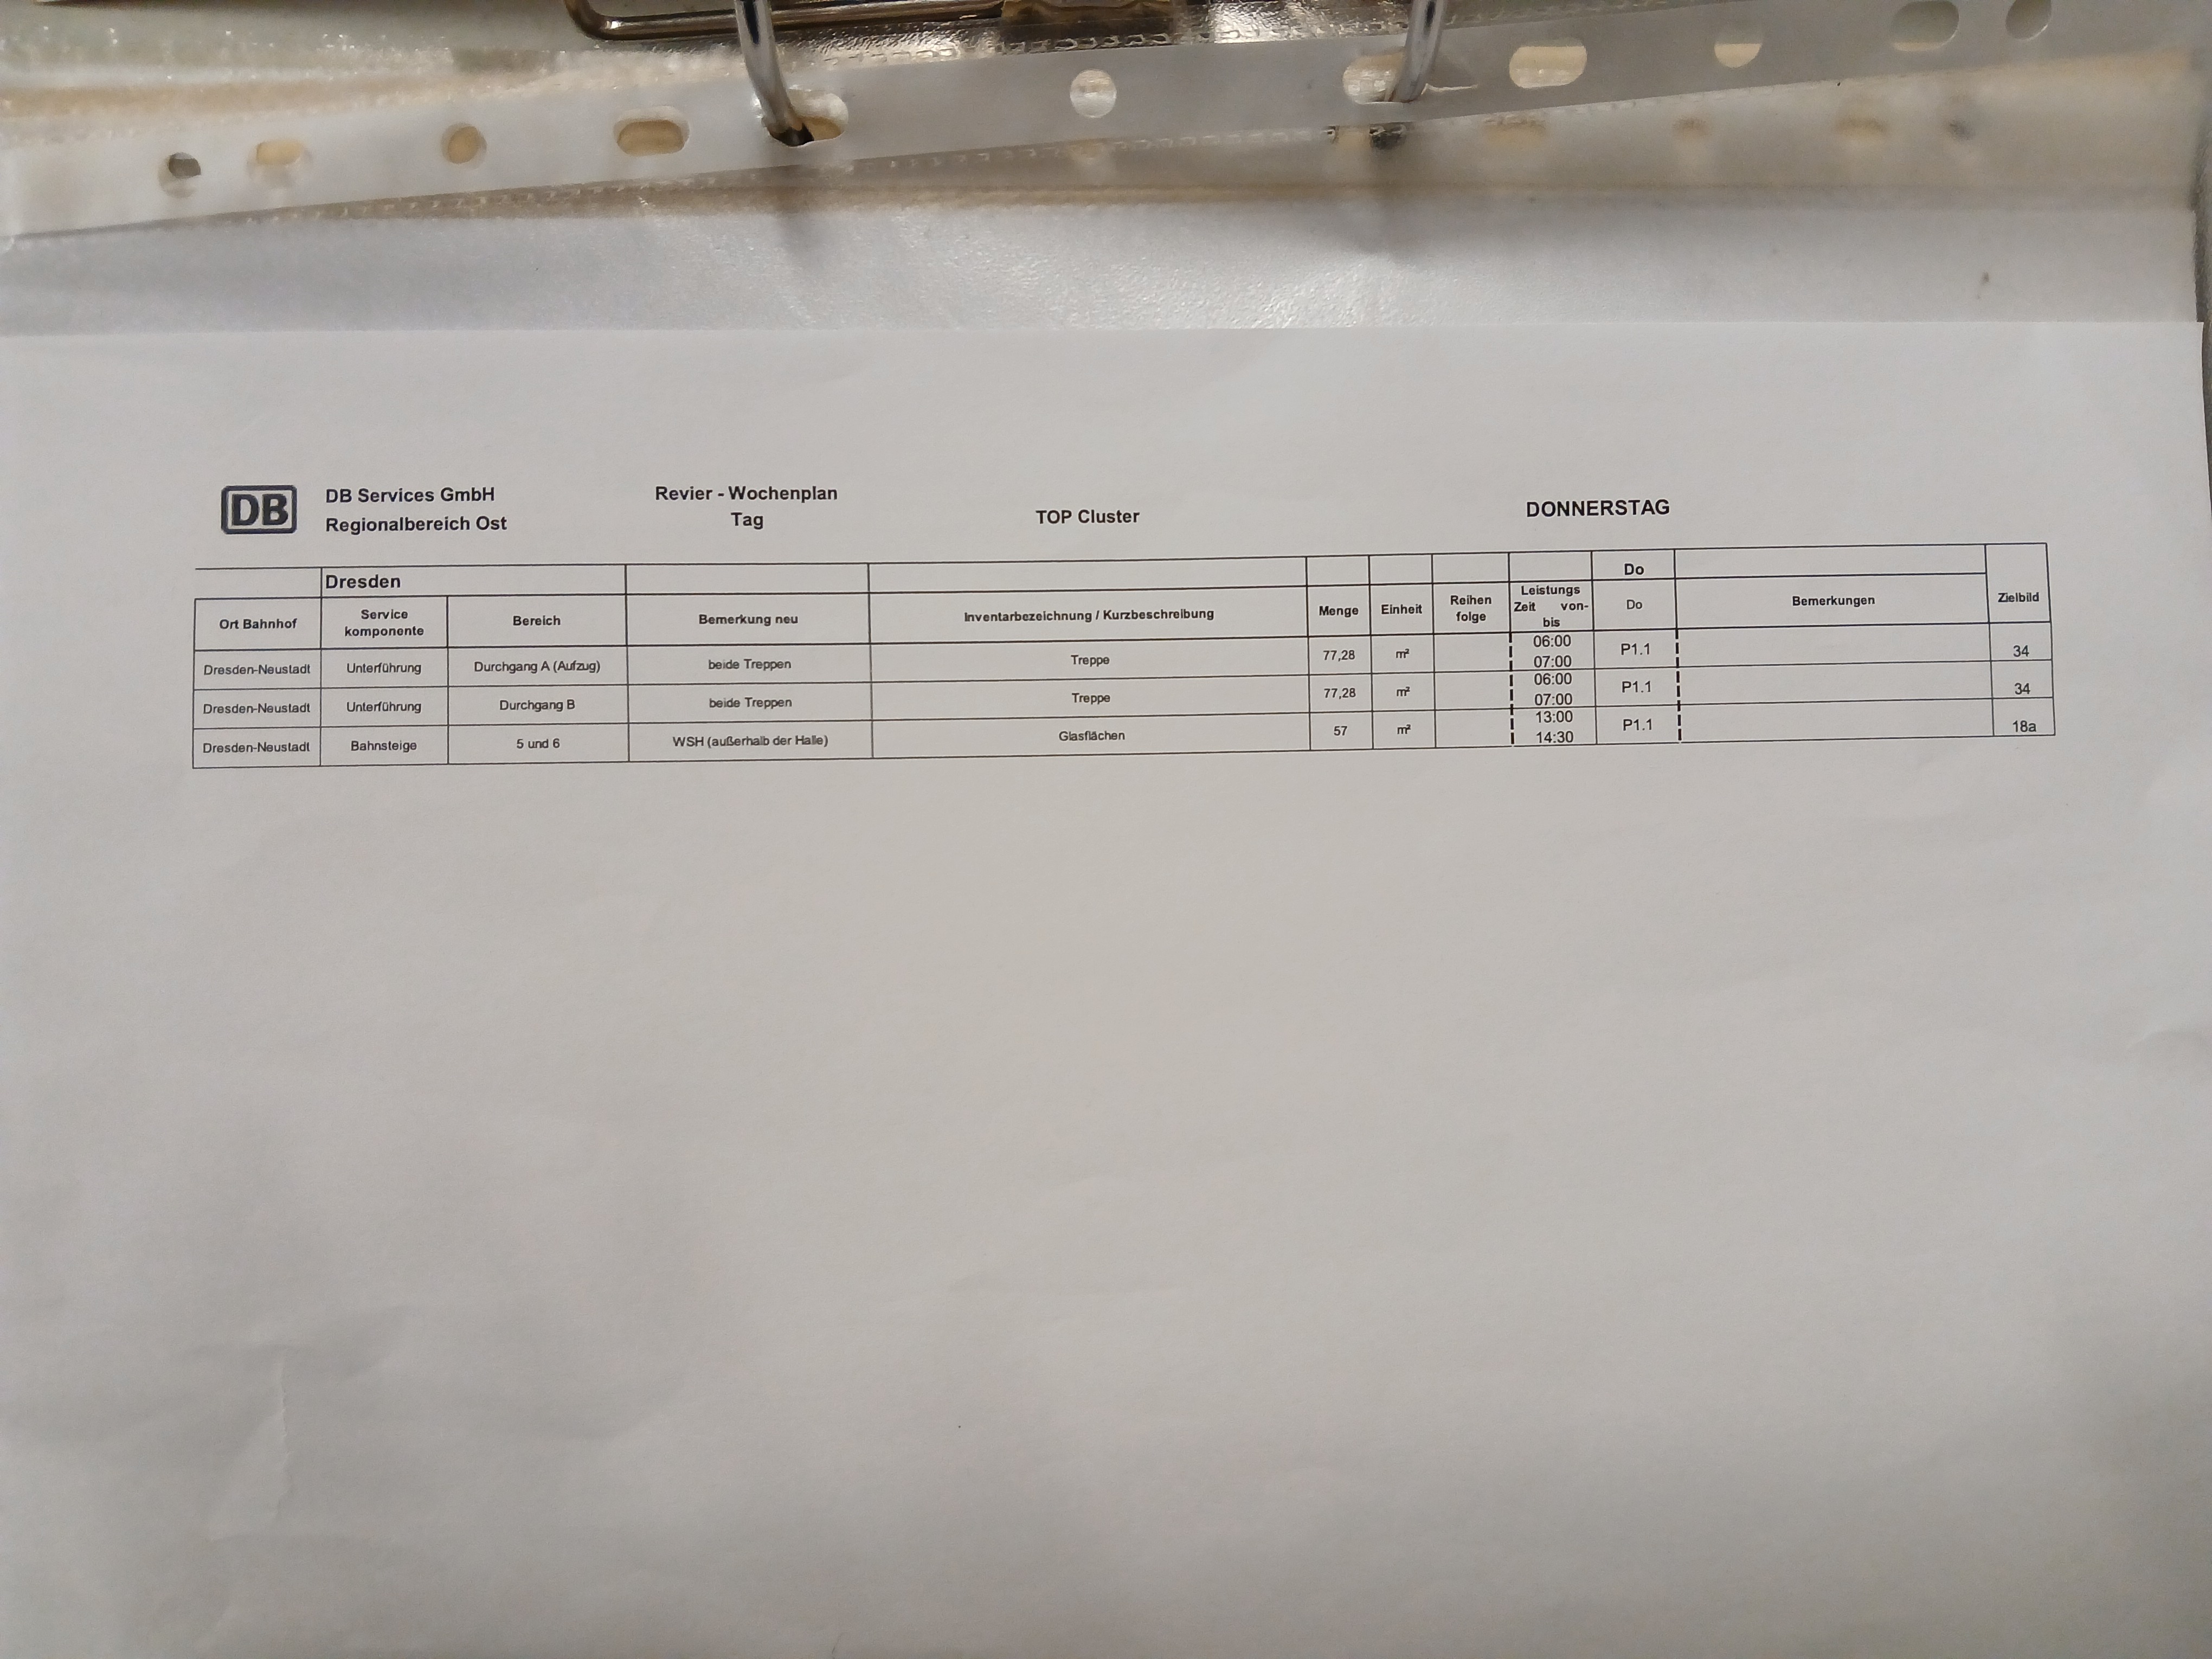 DB
DB Services GmbH
Regionalbereich Ost
Revier - Wochenplan
Tag
TOP Cluster
DONNERSTAG
Dresden Do
Ort Bahnhof Service komponente Bereich Bemerkung neu Inventarbezeichnung / Kurzbeschreibung Menge Einheit Reihen folge Leistungs Zeit von- bis Do Bemerkungen Zielbild
Dresden-Neustadt Unterführung Durchgang A (Aufzug) beide Treppen Treppe 77,28 m² 06:00 07:00 P1.1 34
Dresden-Neustadt Unterführung Durchgang B beide Treppen Treppe 77,28 m² 06:00 07:00 P1.1 34
Dresden-Neustadt Bahnsteige 5 und 6 WSH (außerhalb der Halle) Glasflächen 57 m² 13:00 14:30 P1.1 18a